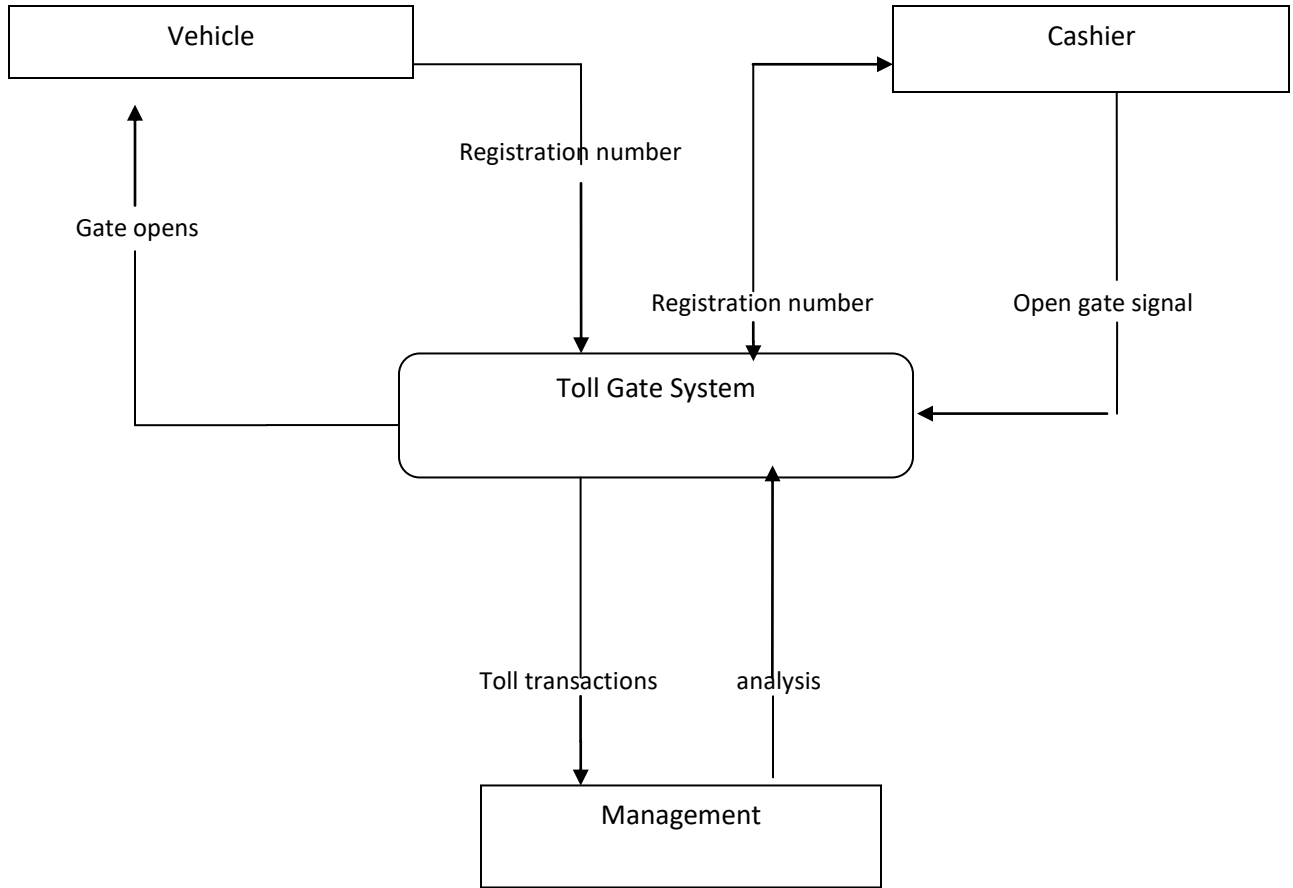 Vehicle
Cashier
Registration number
Gate opens
Registration number
Open gate signal
Toll Gate System
Toll transactions
analysis
Management